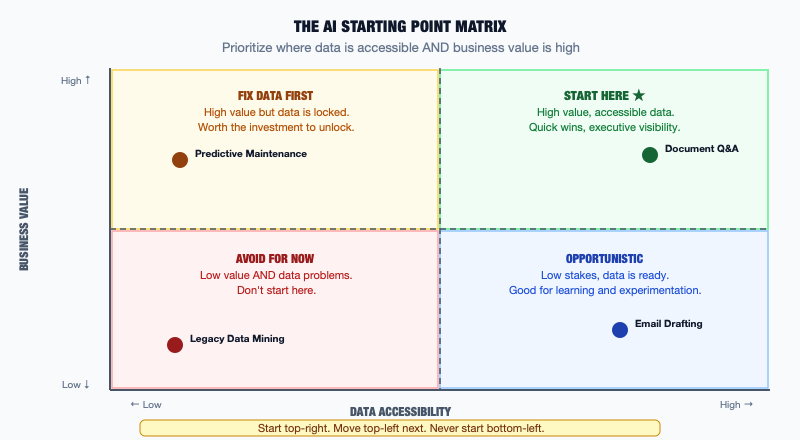 THE AI STARTING POINT MATRIX
Prioritize where data is accessible AND business value is high
High ↑
FIX DATA FIRST
High value but data is locked.
Worth the investment to unlock.
Predictive Maintenance
START HERE ★
High value, accessible data.
Quick wins, executive visibility.
Document Q&A
BUSINESS VALUE
AVOID FOR NOW
Low value AND data problems.
Don't start here.
Legacy Data Mining
OPPORTUNISTIC
Low stakes, data is ready.
Good for learning and experimentation.
Email Drafting
Low ↓
← Low
DATA ACCESSIBILITY
High →
Start top-right. Move top-left next. Never start bottom-left.